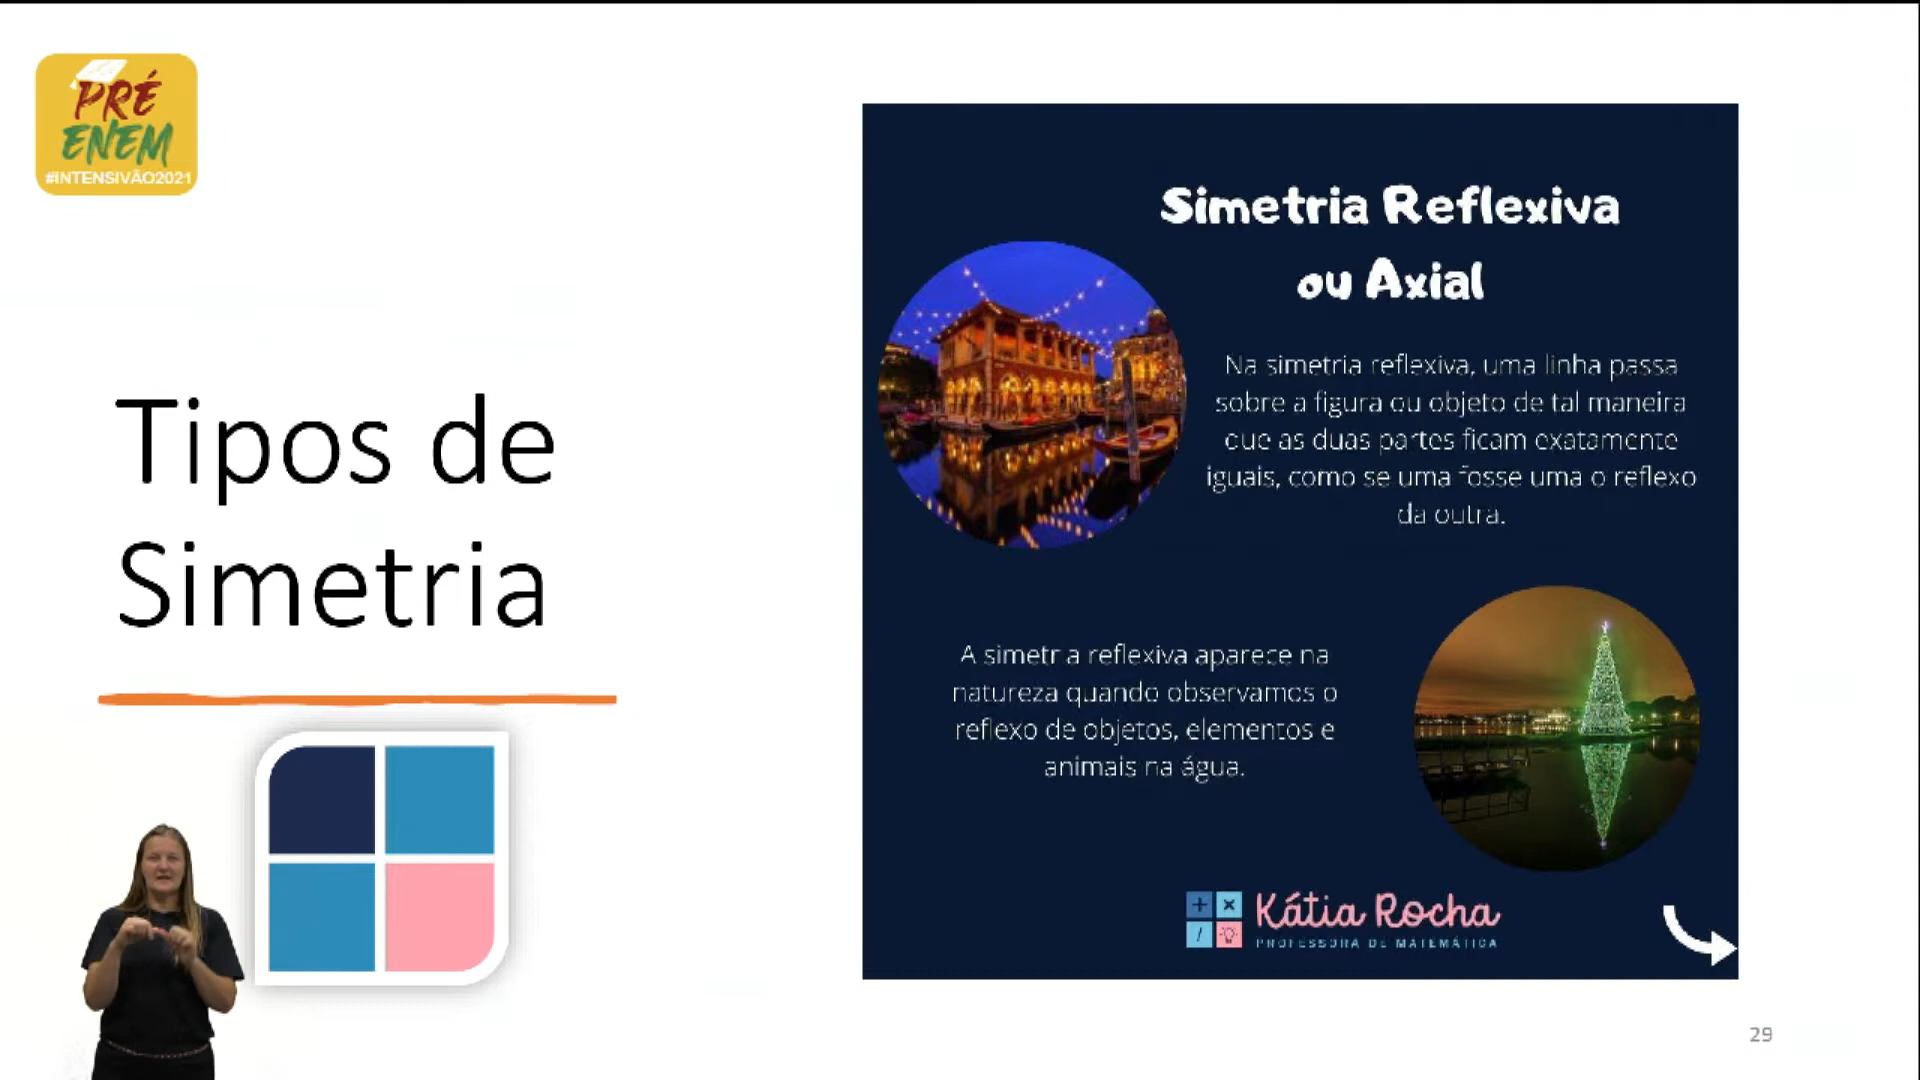 PRÉ
ENEM
#INTENSIVÃO2021
Tipos de
Simetria
Simetria Reflexiva
ou Axial
Na simetria reflexiva, uma linha passa
sobre a figura ou objeto de tal maneira
que as duas partes ficam exatamente
iguais, como se uma fosse uma o reflexo
da outra.
A simetria reflexiva aparece na
natureza quando observamos o
reflexo de objetos, elementos e
animais na água.
Kátia Rocha
PROFESSORA DE MATEMÁTICA
29